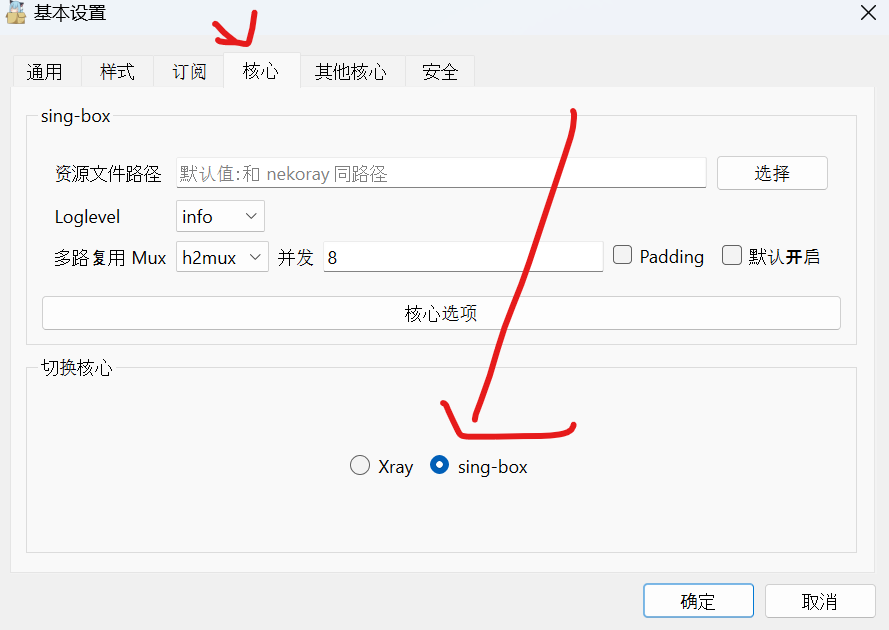 基本设置
通用 样式 订阅 核心 其他核心 安全
sing-box
资源文件路径 默认值:和 nekoray 同路径 选择
Loglevel info
多路复用 Mux h2mux 并发 8 Padding 默认开启
核心选项
切换核心
Xray sing-box
确定 取消